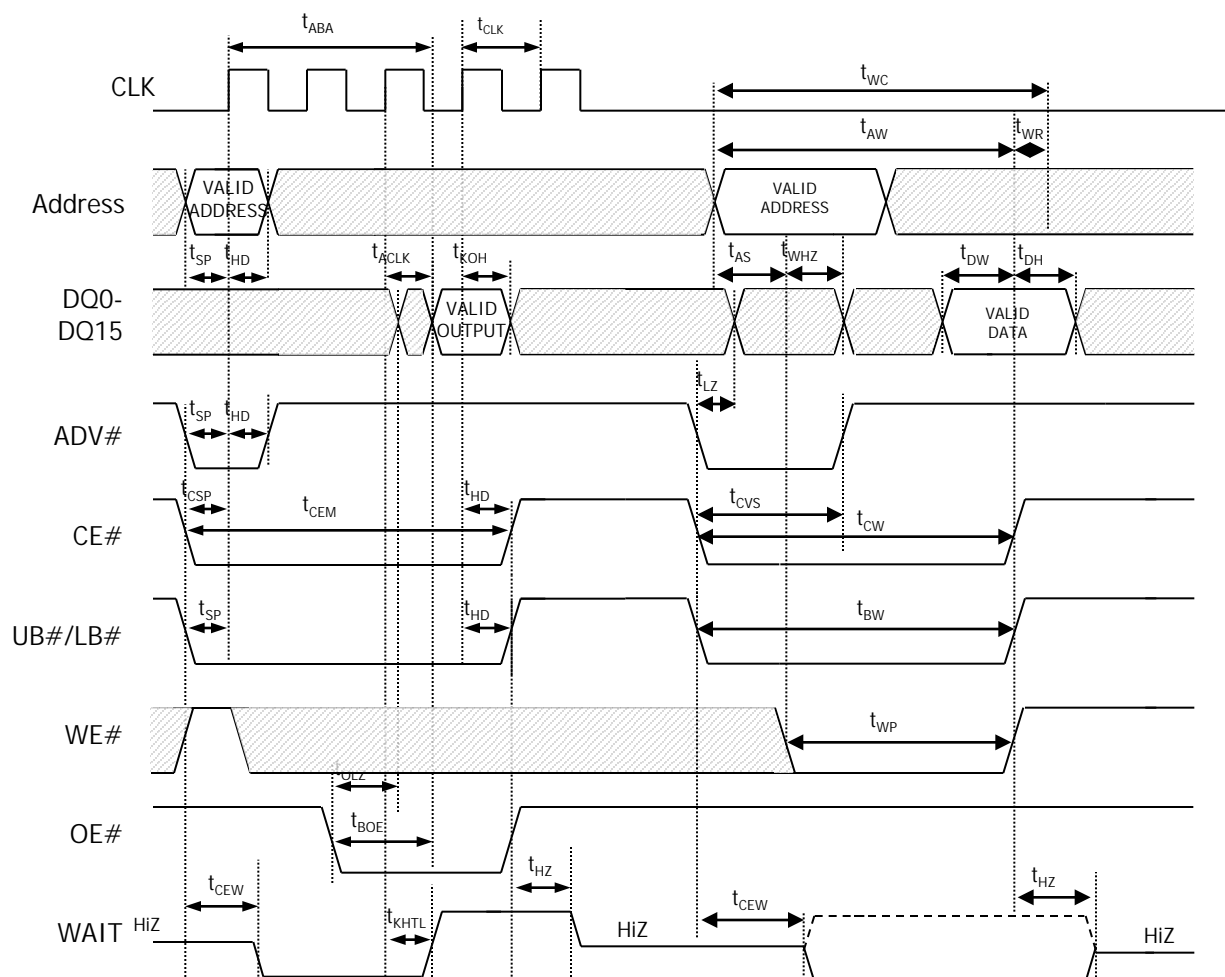 tABA
tCLK
CLK
tWC
tAW
tWR
Address
VALID
ADDRESS
VALID
ADDRESS
tSP
tHD
tACLK
tKOH
tAS
tWHZ
tDW
tDH
DQ0-
DQ15
VALID
OUTPUT
VALID
DATA
tLZ
tSP
tHD
ADV#
tCSP
tCEM
tHD
tCVS
tCW
CE#
tSP
tHD
tBW
UB#/LB#
WE#
tWP
tOLZ
OE#
tBOE
tHZ
tHZ
tCEW
tKHTL
tCEW
WAIT
HiZ
HiZ
HiZ